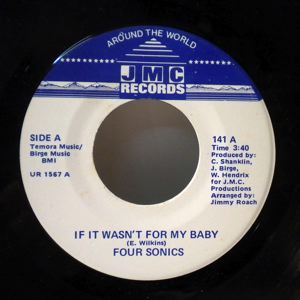 AROUND THE WORLD
JMC
RECORDS
SIDE A
Temora Music/
Birge Music
BMI
UR 1567 A
141 A
Time 3:40
Produced by:
C. Shanklin,
J. Birge,
W. Hendrix
for J.M.C.
Productions
Arranged by:
Jimmy Roach
IF IT WASN'T FOR MY BABY
(E. Wilkins)
FOUR SONICS